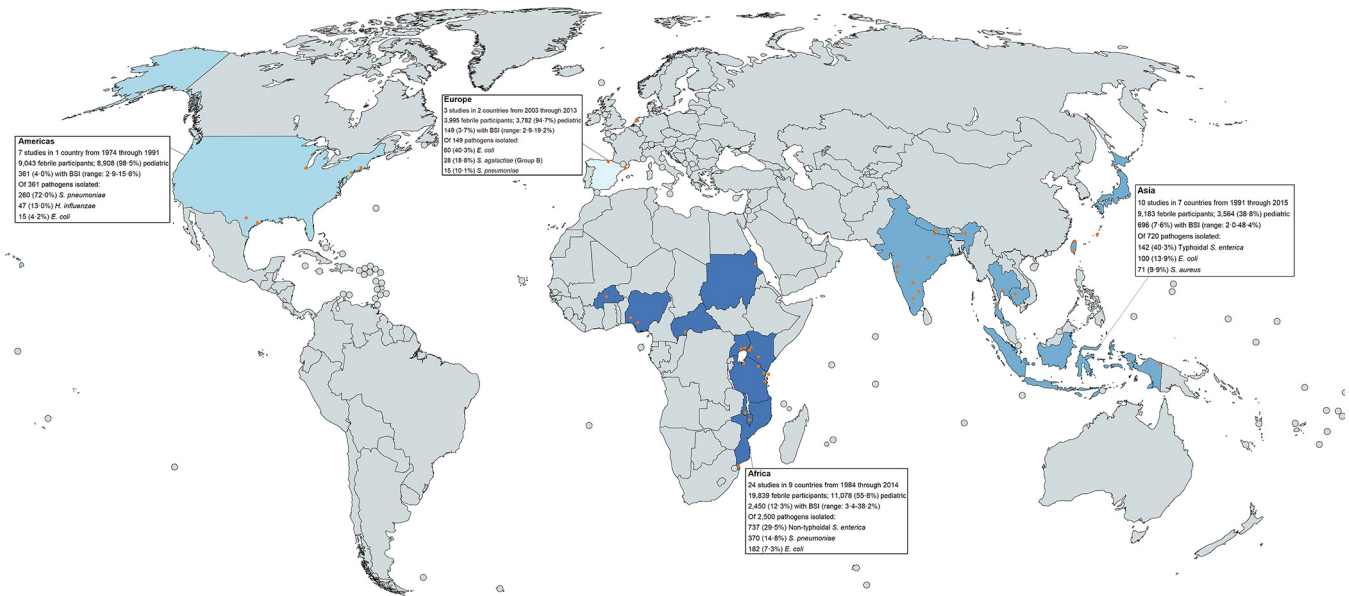 Americas
7 studies in 1 country from 1974 through 1991
9,043 febrile participants; 8,908 (98·5%) pediatric
361 (4·0%) with BSI (range: 2·9-15·6%)
Of 361 pathogens isolated:
260 (72·0%) S. pneumoniae
47 (13·0%) H. influenzae
15 (4·2%) E. coli
Europe
3 studies in 2 countries from 2003 through 2013
3,995 febrile participants; 3,782 (94·7%) pediatric
149 (3·7%) with BSI (range: 2·9-19·2%)
Of 149 pathogens isolated:
60 (40·3%) E. coli
28 (18·8%) S. agalactiae (Group B)
15 (10·1%) S. pneumoniae
Asia
10 studies in 7 countries from 1991 through 2015
9,183 febrile participants; 3,564 (38·8%) pediatric
696 (7·6%) with BSI (range: 2·0-48·4%)
Of 720 pathogens isolated:
142 (40·3%) Typhoidal S. enterica
100 (13·9%) E. coli
71 (9·9%) S. aureus
Africa
24 studies in 9 countries from 1984 through 2014
19,839 febrile participants; 11,078 (55·8%) pediatric
2,450 (12·3%) with BSI (range: 3·4-38·2%)
Of 2,500 pathogens isolated:
737 (29·5%) Non-typhoidal S. enterica
370 (14·8%) S. pneumoniae
182 (7·3%) E. coli